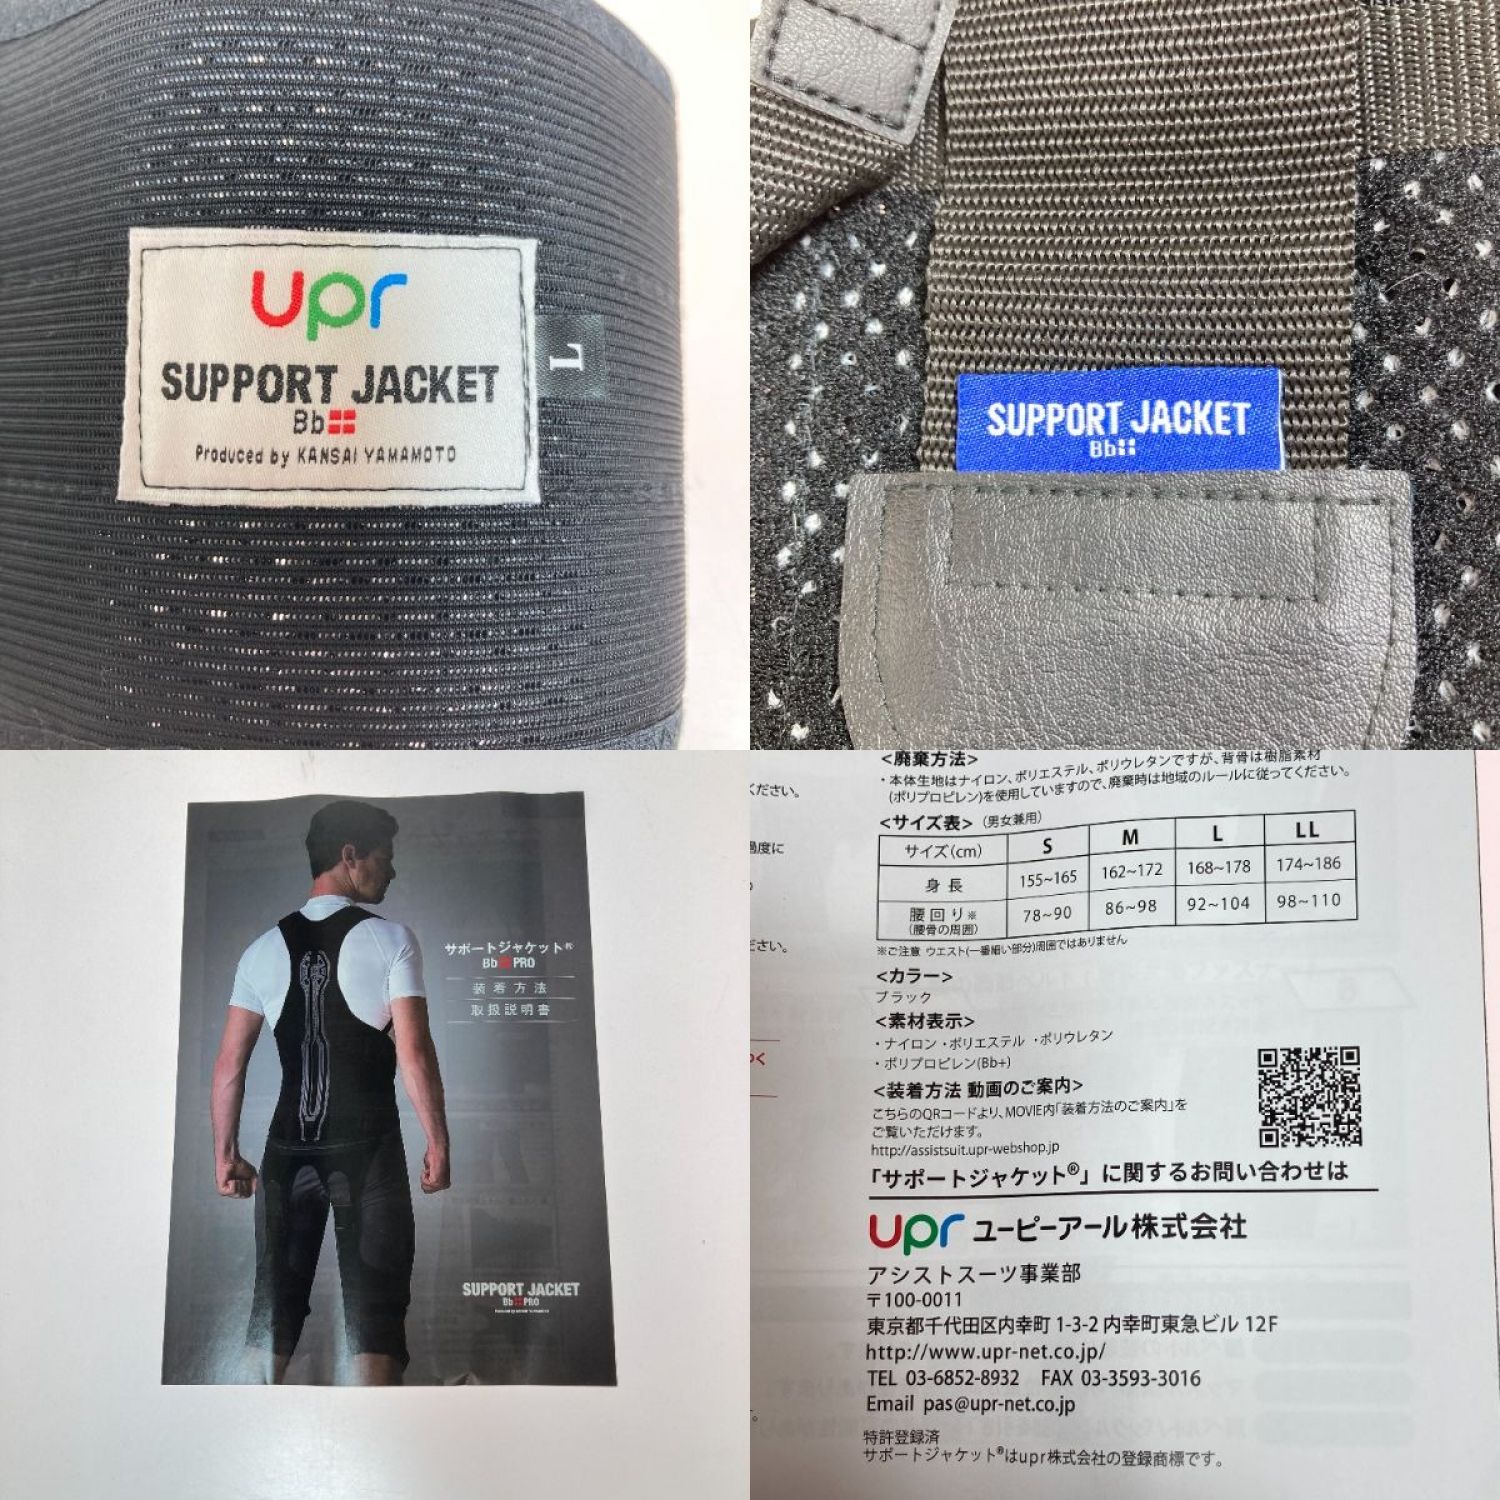 upr
SUPPORT JACKET
Bb
Produced by KANSAI YAMAMOTO
L
SUPPORT JACKET
Bb
サポートジャケット®
Bb PRO
装着方法
取扱説明書
SUPPORT JACKET
Bb PRO
<廃棄方法>
・本体生地はナイロン、ポリエステル、ポリウレタンですが、背骨は樹脂素材
(ポリプロピレン)を使用していますので、廃棄時は地域のルールに従ってください。
ください。
過度に
ださい。
<サイズ表> (男女兼用)
サイズ(cm) S M L LL
身長 155~165 162~172 168~178 174~186
腰回り※ 78~90 86~98 92~104 98~110
(腰骨の周囲)
※ご注意 ウエスト(一番細い部分)周囲ではありません
<カラー>
ブラック
<素材表示>
・ナイロン ・ポリエステル ・ポリウレタン
・ポリプロピレン(Bb+)
<装着方法 動画のご案内>
こちらのQRコードより、MOVIE内「装着方法のご案内」を
ご覧いただけます。
http://assistsuit.upr-webshop.jp
「サポートジャケット®」に関するお問い合わせは
upr ユーピーアール株式会社
アシストスーツ事業部
〒100-0011
東京都千代田区内幸町 1-3-2 内幸町東急ビル 12F
http://www.upr-net.co.jp/
TEL 03-6852-8932 FAX 03-3593-3016
Email pas@upr-net.co.jp
特許登録済
サポートジャケット®はupr株式会社の登録商標です。